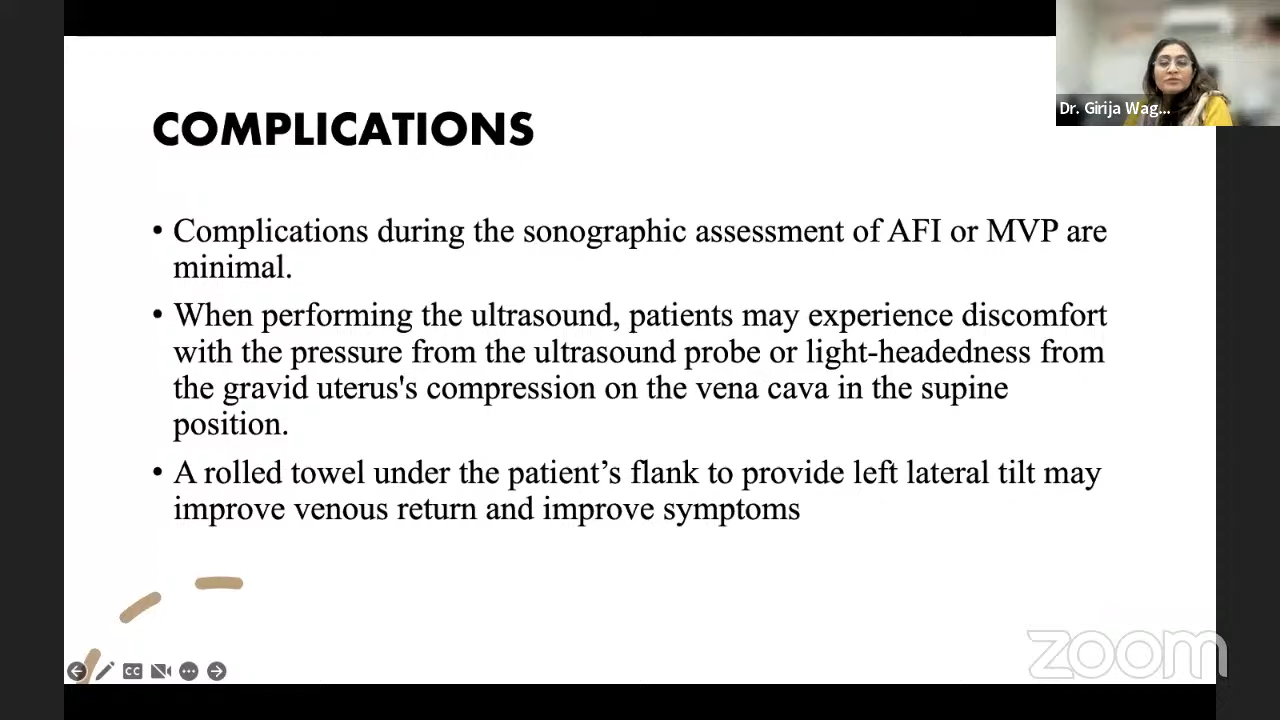 Dr. Girija Wag...
COMPLICATIONS
• Complications during the sonographic assessment of AFI or MVP are
minimal.
• When performing the ultrasound, patients may experience discomfort
with the pressure from the ultrasound probe or light-headedness from
the gravid uterus's compression on the vena cava in the supine
position.
• A rolled towel under the patient’s flank to provide left lateral tilt may
improve venous return and improve symptoms
CC
zoom